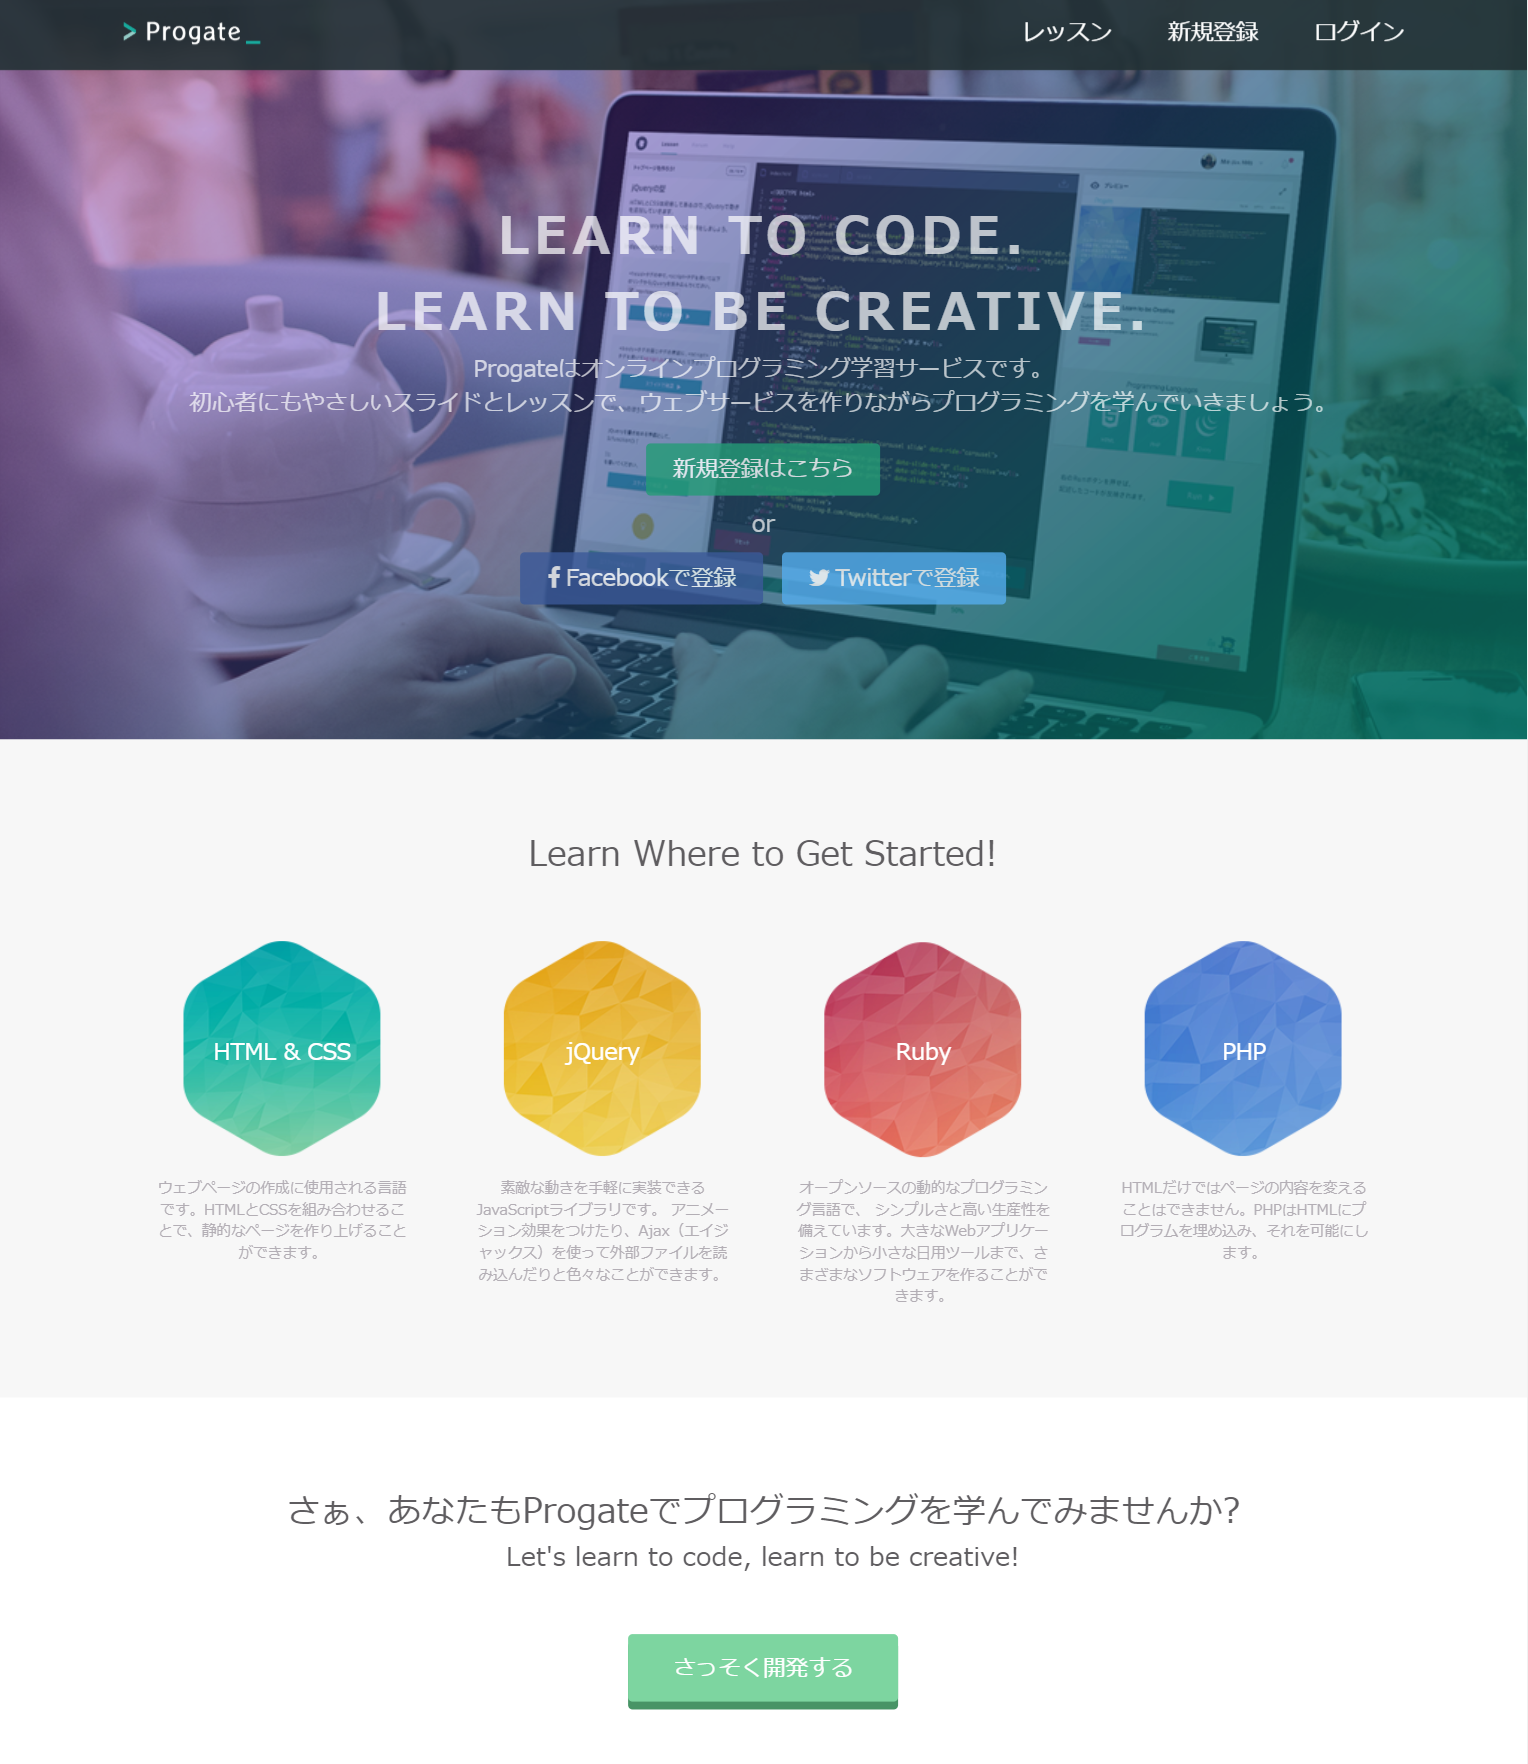 Progate
レッスン 新規登録 ログイン
LEARN TO CODE.
LEARN TO BE CREATIVE.
Progateはオンラインプログラミング学習サービスです。
初心者にもやさしいスライドとレッスンで、ウェブサービスを作りながらプログラミングを学んでいきましょう。
新規登録はこちら
or
Facebookで登録 Twitterで登録
Learn Where to Get Started!
HTML & CSS
ウェブページの作成に使用される言語
です。HTMLとCSSを組み合わせるこ
とで、静的なページを作り上げること
ができます。
jQuery
素敵な動きを手軽に実装できる
JavaScriptライブラリです。 アニメー
ション効果をつけたり、Ajax（エイジ
ャックス）を使って外部ファイルを読
み込んだりと色々なことができます。
Ruby
オープンソースの動的なプログラミン
グ言語で、 シンプルさと高い生産性を
備えています。大きなWebアプリケー
ションから小さな日用ツールまで、さ
まざまなソフトウェアを作ることがで
きます。
PHP
HTMLだけではページの内容を変える
ことはできません。PHPはHTMLにプ
ログラムを埋め込み、それを可能にし
ます。
さぁ、あなたもProgateでプログラミングを学んでみませんか?
Let's learn to code, learn to be creative!
さっそく開発する